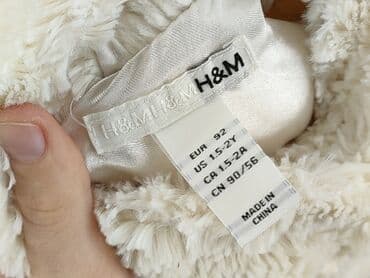 H&M H&M H&M
EUR 92
US 1.5-2Y
CA 1.5-2A
CN 90/56
MADE IN
CHINA